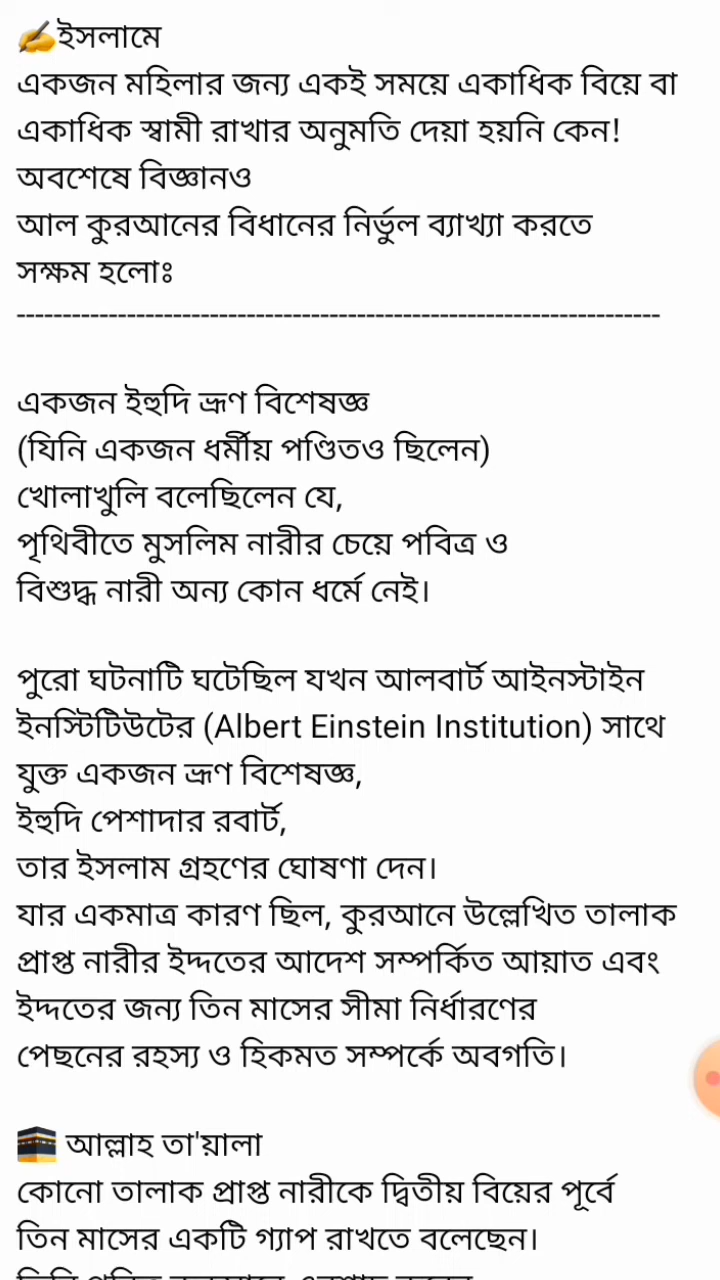 ✍️ইসলামে
একজন মহিলার জন্য একই সময়ে একাধিক বিয়ে বা
একাধিক স্বামী রাখার অনুমতি দেয়া হয়নি কেন!
অবশেষে বিজ্ঞানও
আল কুরআনের বিধানের নির্ভুল ব্যাখ্যা করতে
সক্ষম হলোঃ
----------------------------------------------------------------------
একজন ইহুদি ভ্রূণ বিশেষজ্ঞ
(যিনি একজন ধর্মীয় পণ্ডিতও ছিলেন)
খোলাখুলি বলেছিলেন যে,
পৃথিবীতে মুসলিম নারীর চেয়ে পবিত্র ও
বিশুদ্ধ নারী অন্য কোন ধর্মে নেই।
পুরো ঘটনাটি ঘটেছিল যখন আলবার্ট আইনস্টাইন
ইনস্টিটিউটের (Albert Einstein Institution) সাথে
যুক্ত একজন ভ্রূণ বিশেষজ্ঞ,
ইহুদি পেশাদার রবার্ট,
তার ইসলাম গ্রহণের ঘোষণা দেন।
যার একমাত্র কারণ ছিল, কুরআনে উল্লেখিত তালাক
প্রাপ্ত নারীর ইদ্দতের আদেশ সম্পর্কিত আয়াত এবং
ইদ্দতের জন্য তিন মাসের সীমা নির্ধারণের
পেছনের রহস্য ও হিকমত সম্পর্কে অবগতি।
🕋 আল্লাহ তা'য়ালা
কোনো তালাক প্রাপ্ত নারীকে দ্বিতীয় বিয়ের পূর্বে
তিন মাসের একটি গ্যাপ রাখতে বলেছেন।